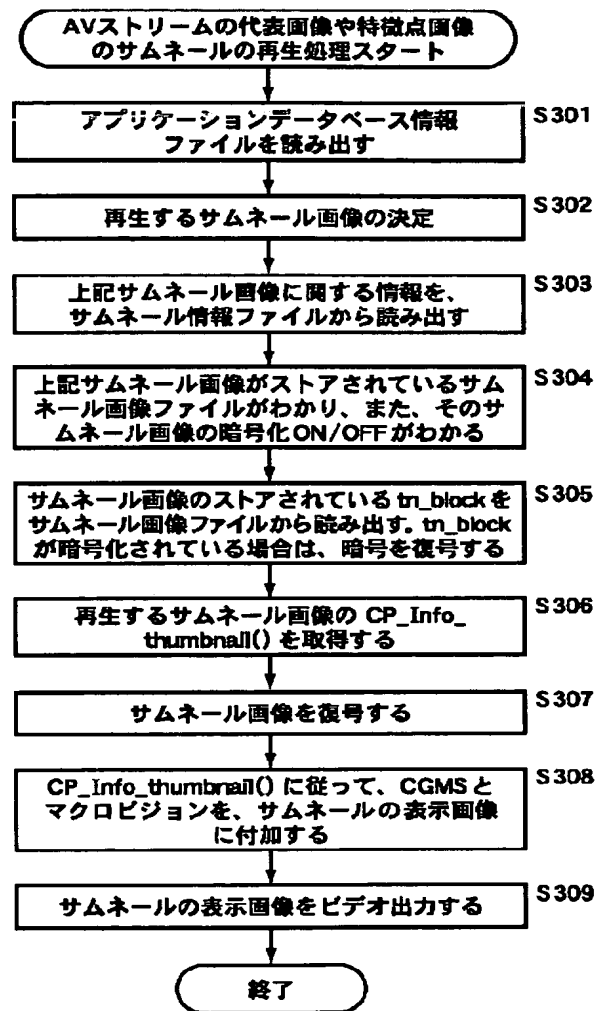 AVストリームの代表画像や特徴点画像
のサムネールの再生処理スタート
S301
アプリケーションデータベース情報
ファイルを読み出す
S302
再生するサムネール画像の決定
S303
上記サムネール画像に関する情報を、
サムネール情報ファイルから読み出す
S304
上記サムネール画像がストアされているサム
ネール画像ファイルがわかり、また、そのサ
ムネール画像の暗号化ON/OFFがわかる
S305
サムネール画像のストアされているtn_blockを
サムネール画像ファイルから読み出す。tn_block
が暗号化されている場合は、暗号を復号する
S306
再生するサムネール画像の CP_Info_
thumbnail() を取得する
S307
サムネール画像を復号する
S308
CP_Info_thumbnail() に従って、CGMSと
マクロビジョンを、サムネールの表示画像
に付加する
S309
サムネールの表示画像をビデオ出力する
終了